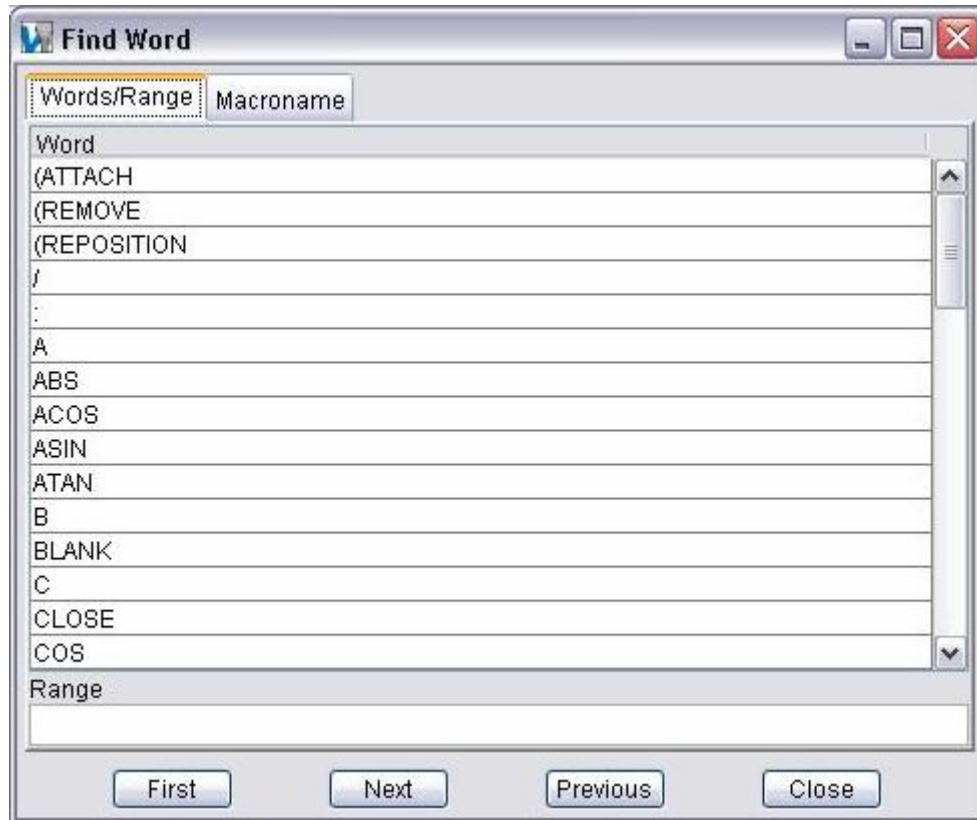 Find Word
Words/Range Macroname
Word
(ATTACH
(REMOVE
(REPOSITION
/
:
A
ABS
ACOS
ASIN
ATAN
B
BLANK
C
CLOSE
COS
Range
First Next Previous Close